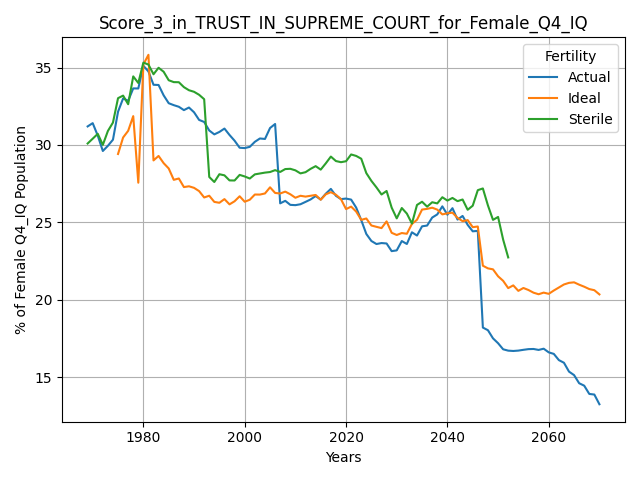 Score_3_in_TRUST_IN_SUPREME_COURT_for_Female_Q4_IQ
% of Female Q4_IQ Population
35
30
25
20
15
Fertility
Actual
Ideal
Sterile
1980
2000
2020
2040
2060
Years